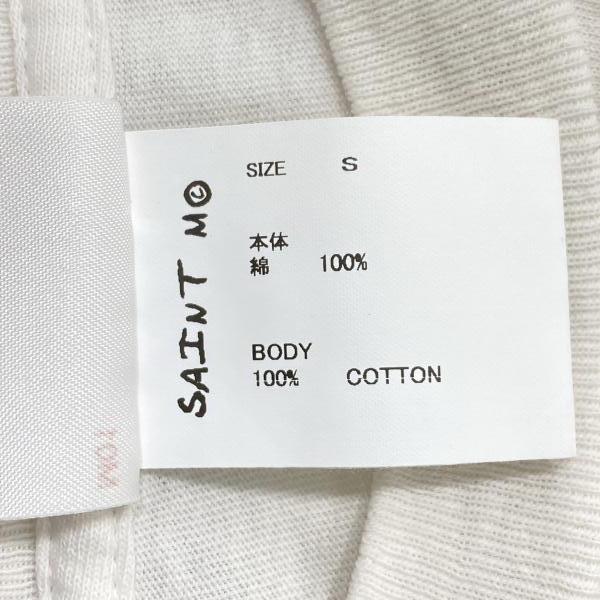 SAINT M©
SIZE S
本体
綿 100%
BODY
100% COTTON